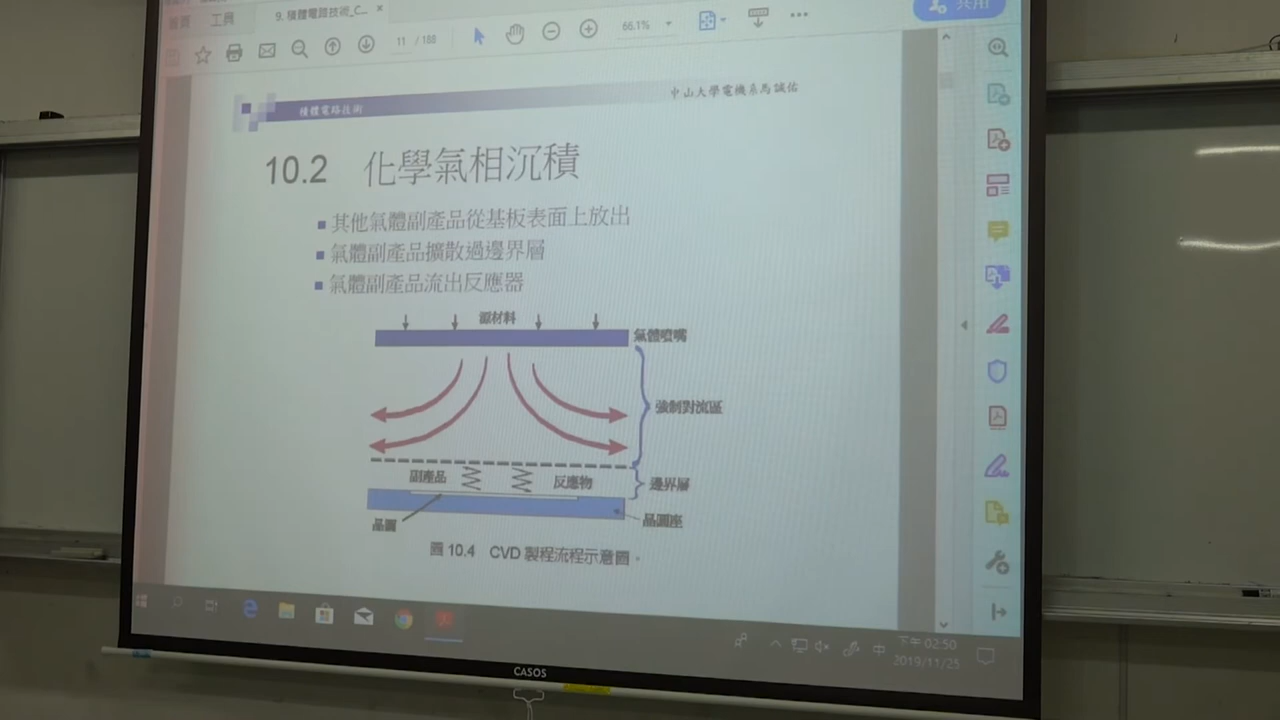 工具
9. 積體電路技術_C...
11 / 188
66.1%
共用
積體電路技術
中山大學電機系馬誠佑
10.2 化學氣相沉積
其他氣體副產品從基板表面上放出
氣體副產品擴散過邊界層
氣體副產品流出反應器
源材料
氣體噴嘴
強制對流區
副產品
反應物
邊界層
晶圓
晶圓座
圖 10.4 CVD 製程流程示意圖。
中
下午 02:50
2019/11/25
CASOS